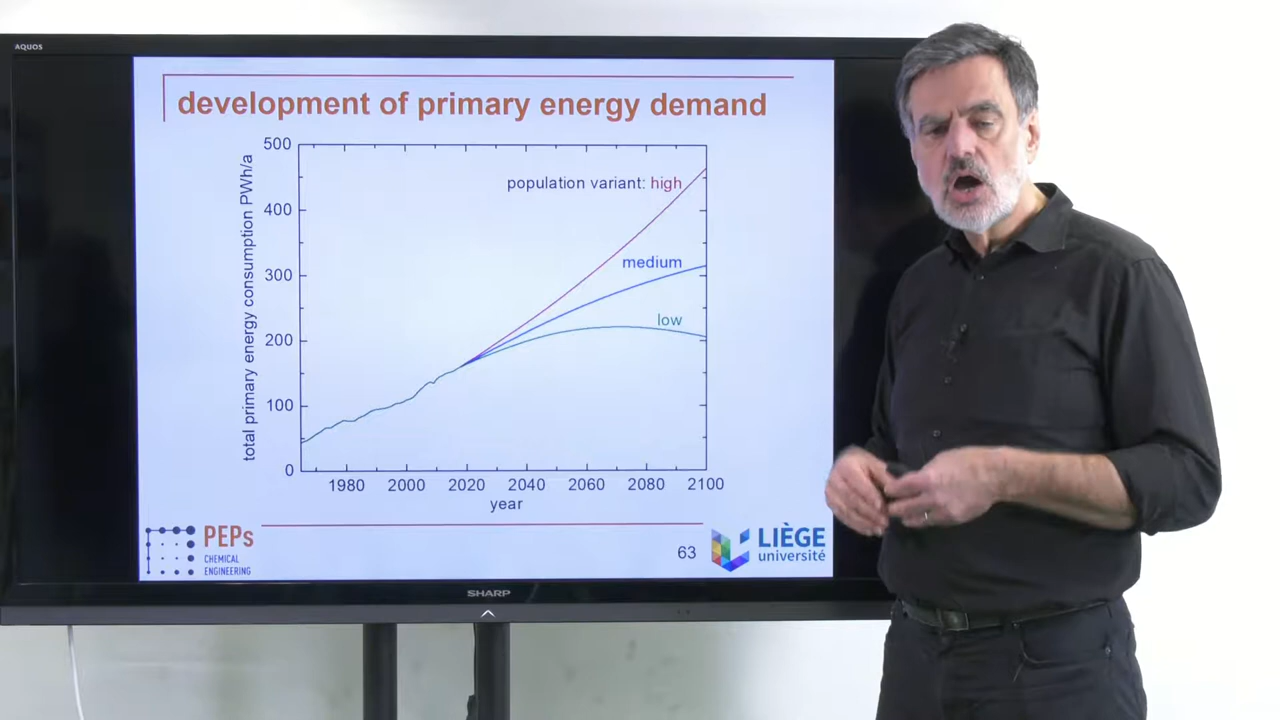 AQUOS
development of primary energy demand
500
400
300
200
100
0
total primary energy consumption PWh/a
population variant: high
medium
low
1980 2000 2020 2040 2060 2080 2100
year
PEPs
CHEMICAL
ENGINEERING
63
LIÈGE
université
SHARP